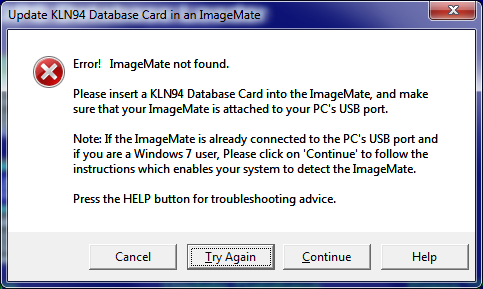 Update KLN94 Database Card in an ImageMate
Error! ImageMate not found.
Please insert a KLN94 Database Card into the ImageMate, and make
sure that your ImageMate is attached to your PC's USB port.
Note: If the ImageMate is already connected to the PC's USB port and
if you are a Windows 7 user, Please click on 'Continue' to follow the
instructions which enables your system to detect the ImageMate.
Press the HELP button for troubleshooting advice.
Cancel Try Again Continue Help